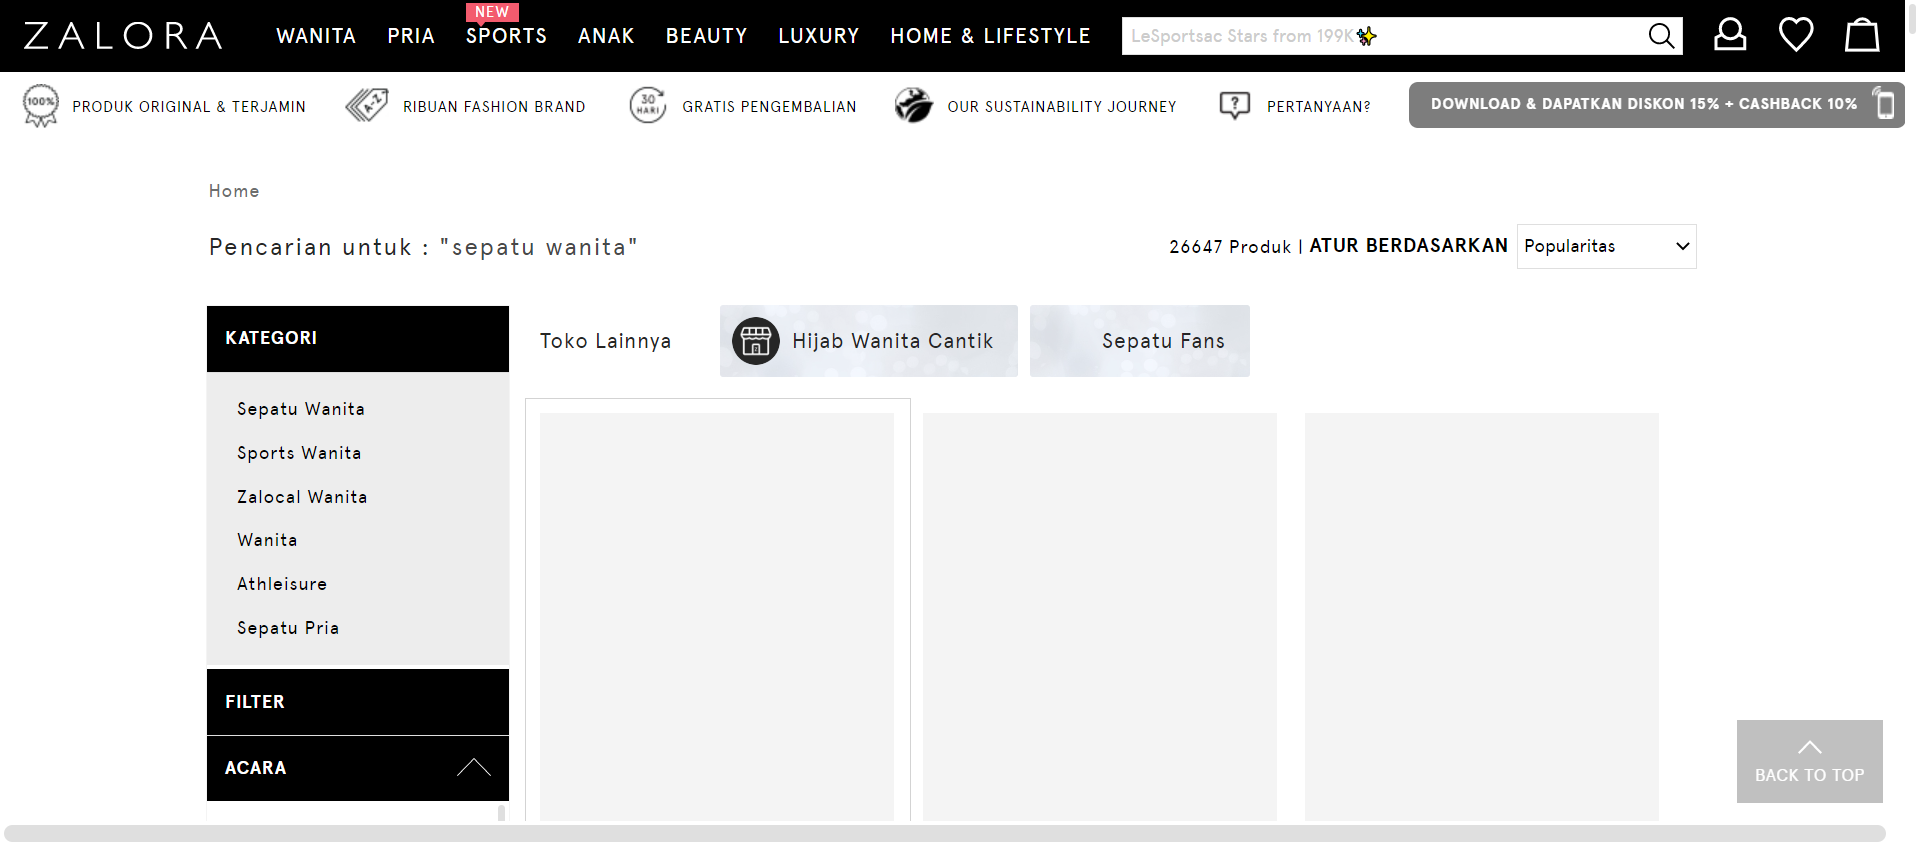 ZALORA
WANITA
PRIA
NEW
SPORTS
ANAK
BEAUTY
LUXURY
HOME & LIFESTYLE
LeSportsac Stars from 199K✨
100%
PRODUK ORIGINAL & TERJAMIN
A-Z
RIBUAN FASHION BRAND
30
HARI
GRATIS PENGEMBALIAN
OUR SUSTAINABILITY JOURNEY
?
PERTANYAAN?
DOWNLOAD & DAPATKAN DISKON 15% + CASHBACK 10%
Home
Pencarian untuk : "sepatu wanita"
26647 Produk | ATUR BERDASARKAN
Popularitas
KATEGORI
Sepatu Wanita
Sports Wanita
Zalocal Wanita
Wanita
Athleisure
Sepatu Pria
FILTER
ACARA
Toko Lainnya
Hijab Wanita Cantik
Sepatu Fans
BACK TO TOP